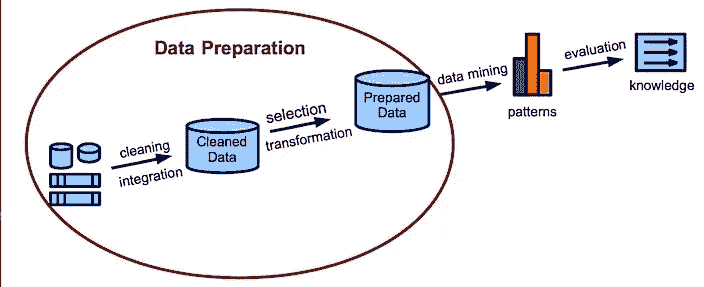 Data Preparation
cleaning
integration
Cleaned
Data
selection
transformation
Prepared
Data
data mining
patterns
evaluation
knowledge